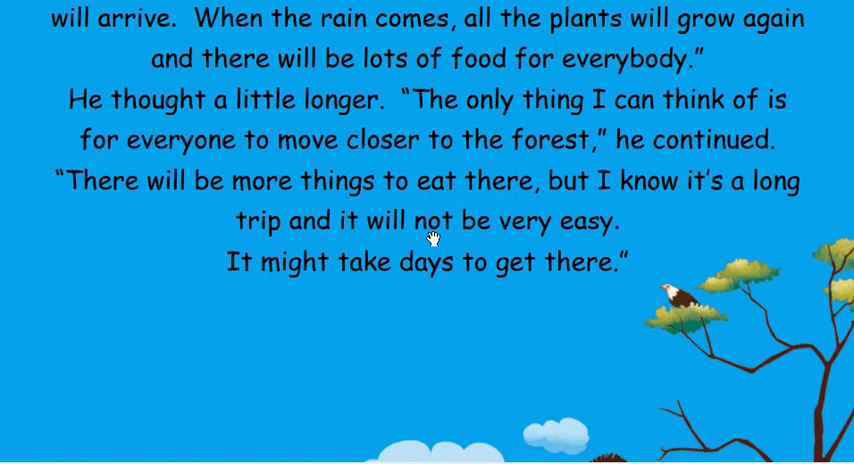 will arrive.  When the rain comes, all the plants will grow again
and there will be lots of food for everybody.”
He thought a little longer.  “The only thing I can think of is
for everyone to move closer to the forest,” he continued.
“There will be more things to eat there, but I know it’s a long
trip and it will not be very easy.
It might take days to get there.”